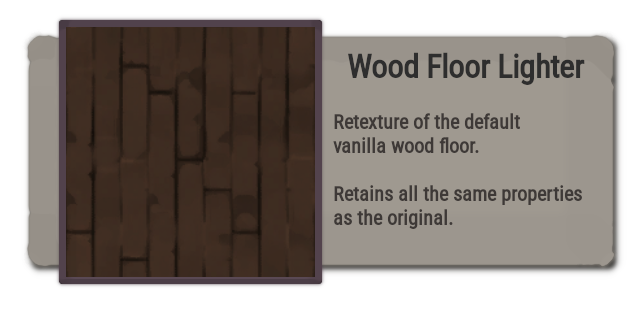 Wood Floor Lighter
Retexture of the default
vanilla wood floor.
Retains all the same properties
as the original.